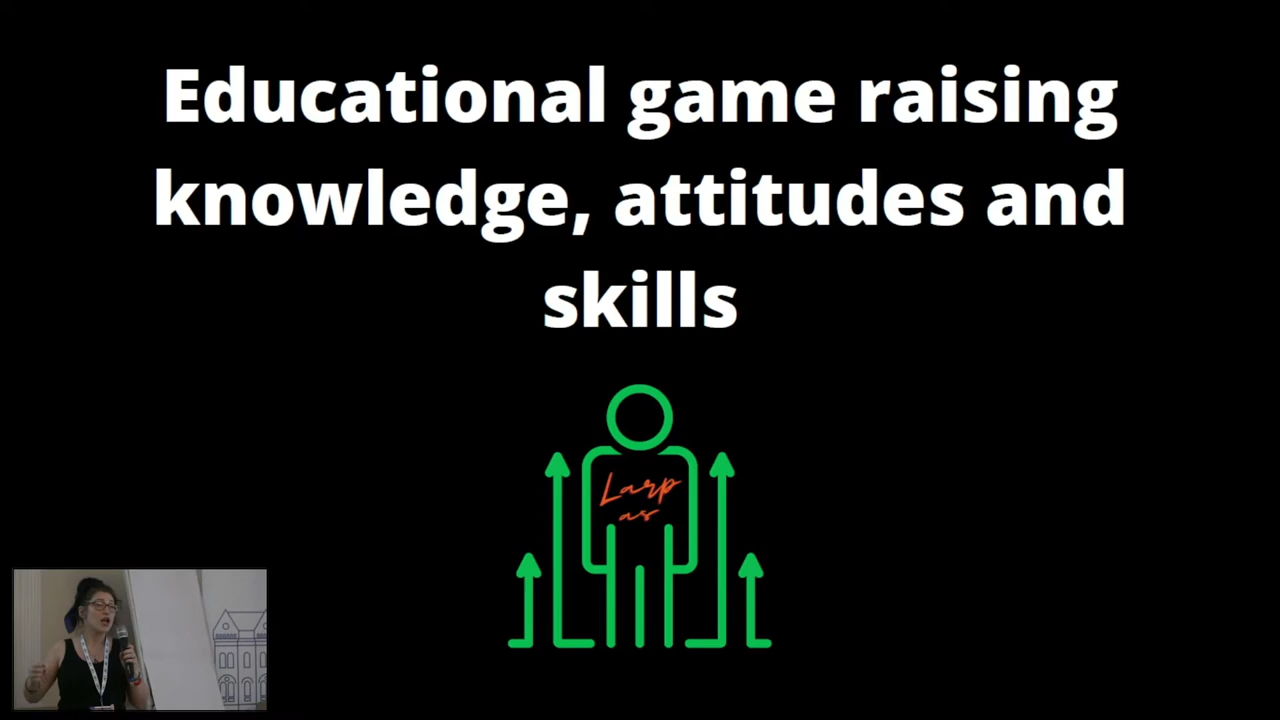 Educational game raising
knowledge, attitudes and
skills
Larp
as